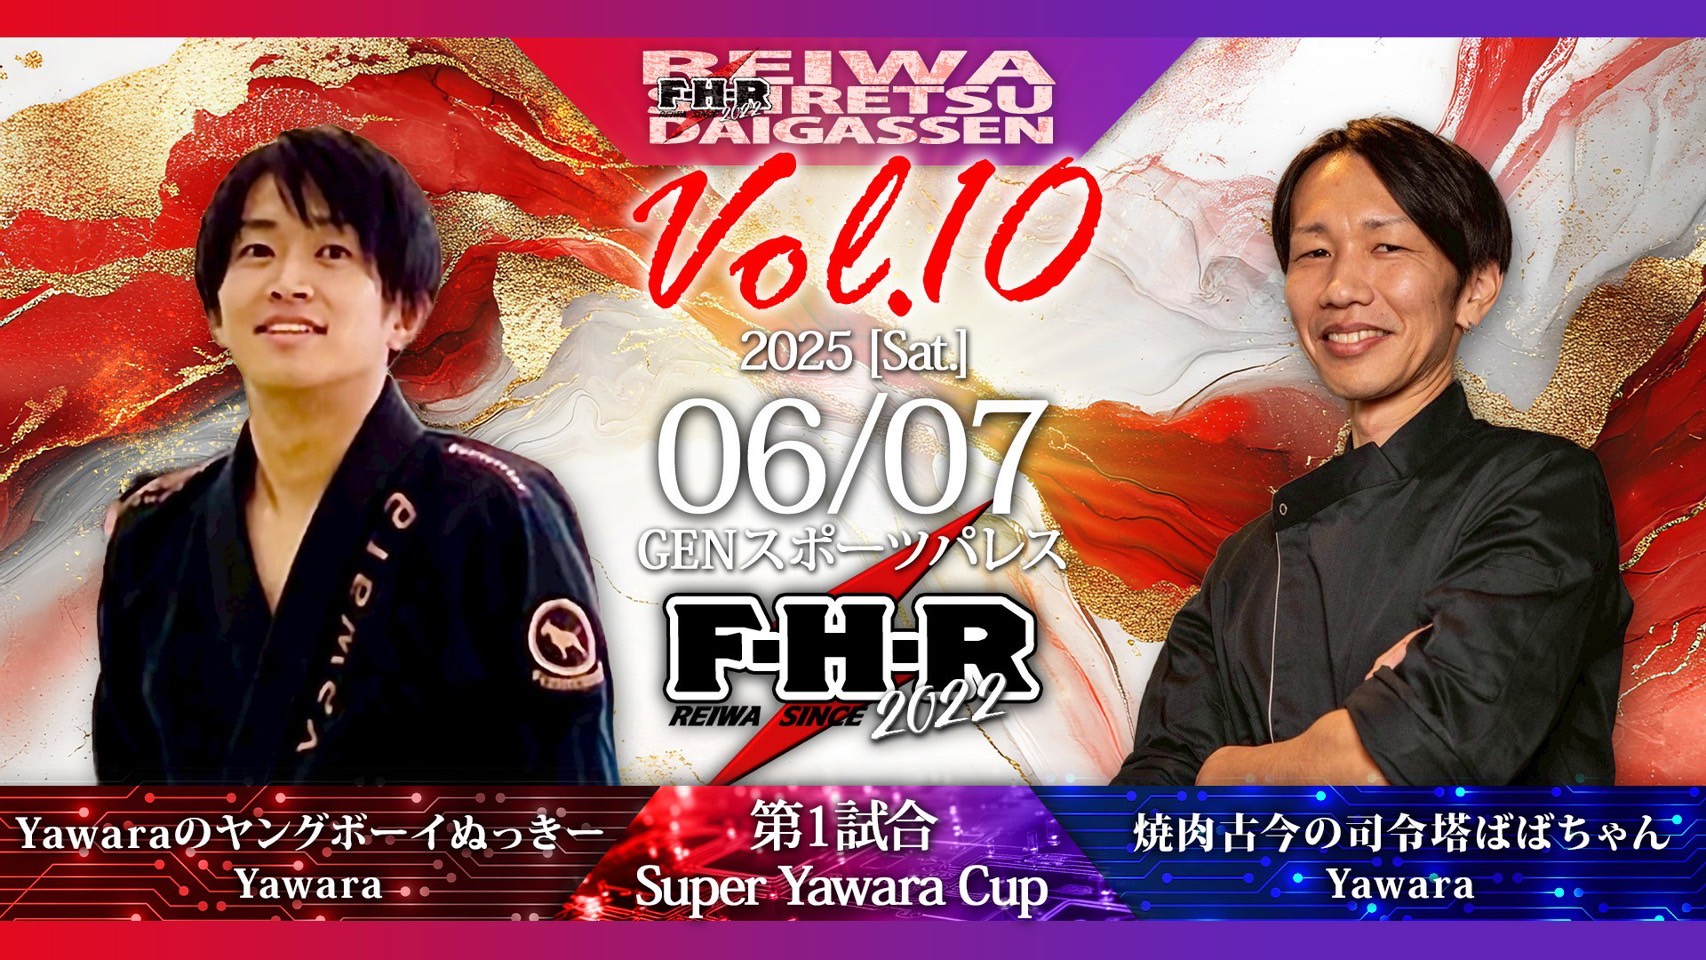 REIWA
SEIRETSU
DAIGASSEN
F-H-R
2022
Vol.10
2025 [Sat.]
06/07
GENスポーツパレス
F-H-R
REIWA SINCE 2022
yawara
第1試合
Super Yawara Cup
Yawaraのヤングボーイぬっきー
Yawara
焼肉古今の司令塔ばばちゃん
Yawara